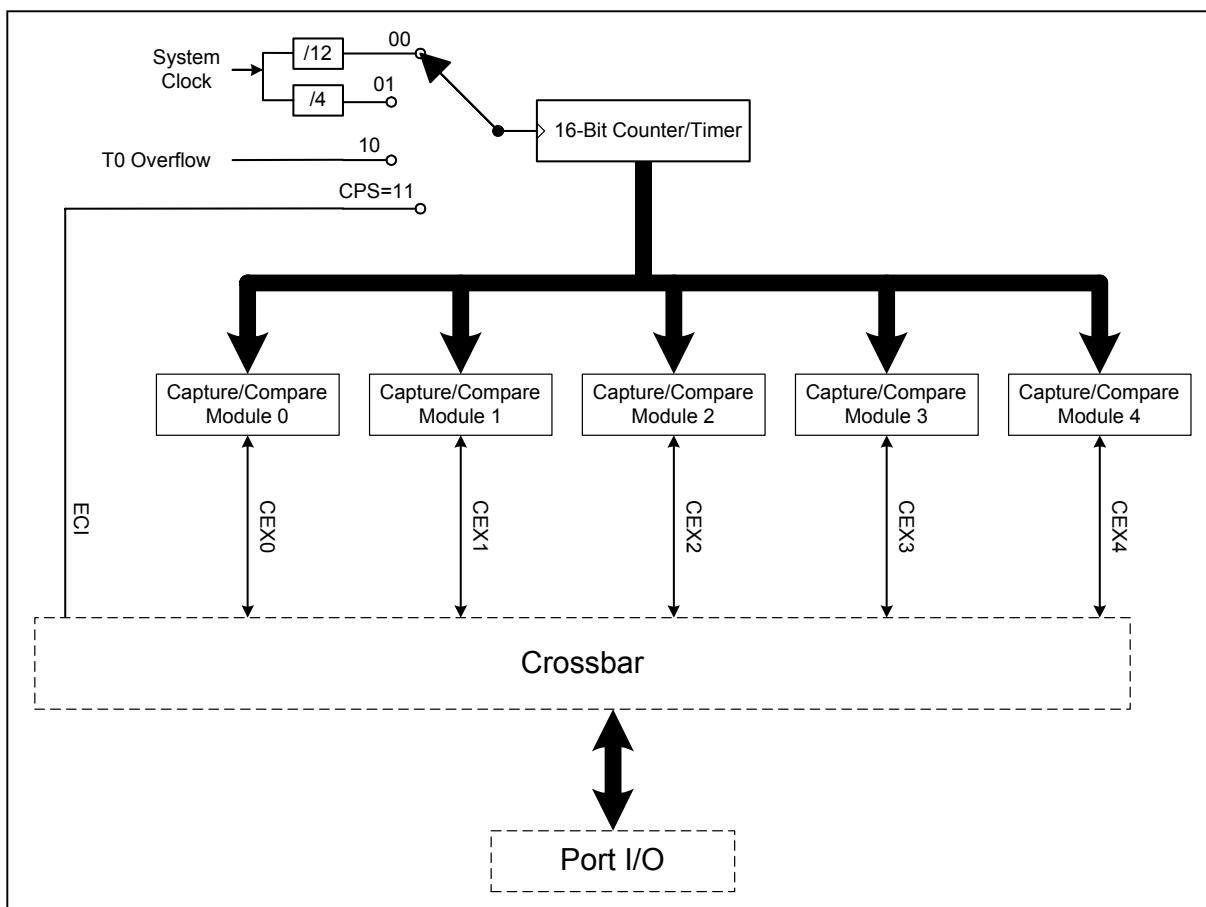 System
Clock
/12
00
/4
01
T0 Overflow
10
CPS=11
16-Bit Counter/Timer
Capture/Compare
Module 0
Capture/Compare
Module 1
Capture/Compare
Module 2
Capture/Compare
Module 3
Capture/Compare
Module 4
ECI
CEX0
CEX1
CEX2
CEX3
CEX4
Crossbar
Port I/O